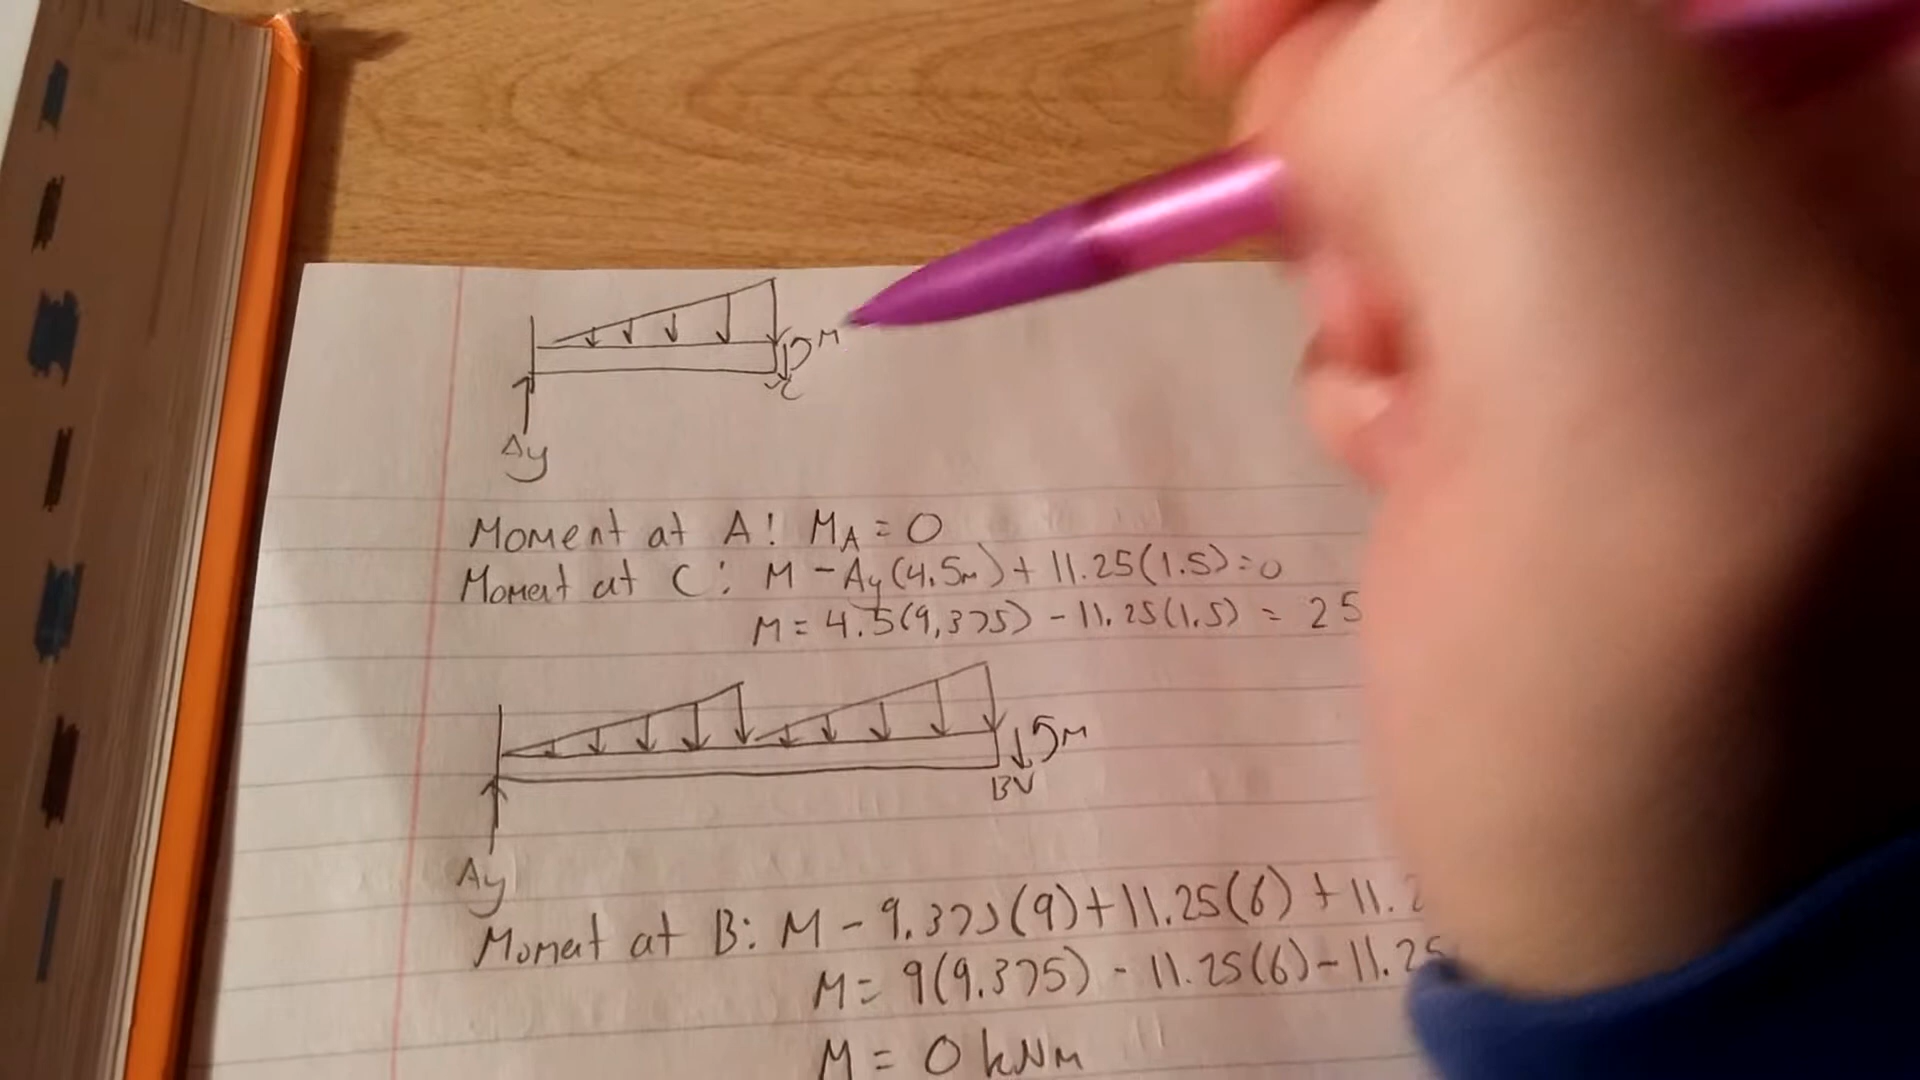 M
C
Ay
Moment at A: MA = 0
Moment at C: M - Ay(4.5m) + 11.25(1.5) = 0
M = 4.5(9.375) - 11.25(1.5) = 25
M
BV
Ay
Moment at B: M - 9.375(9) + 11.25(6) + 11.2
M = 9(9.375) - 11.25(6) - 11.25
M = 0 kNm